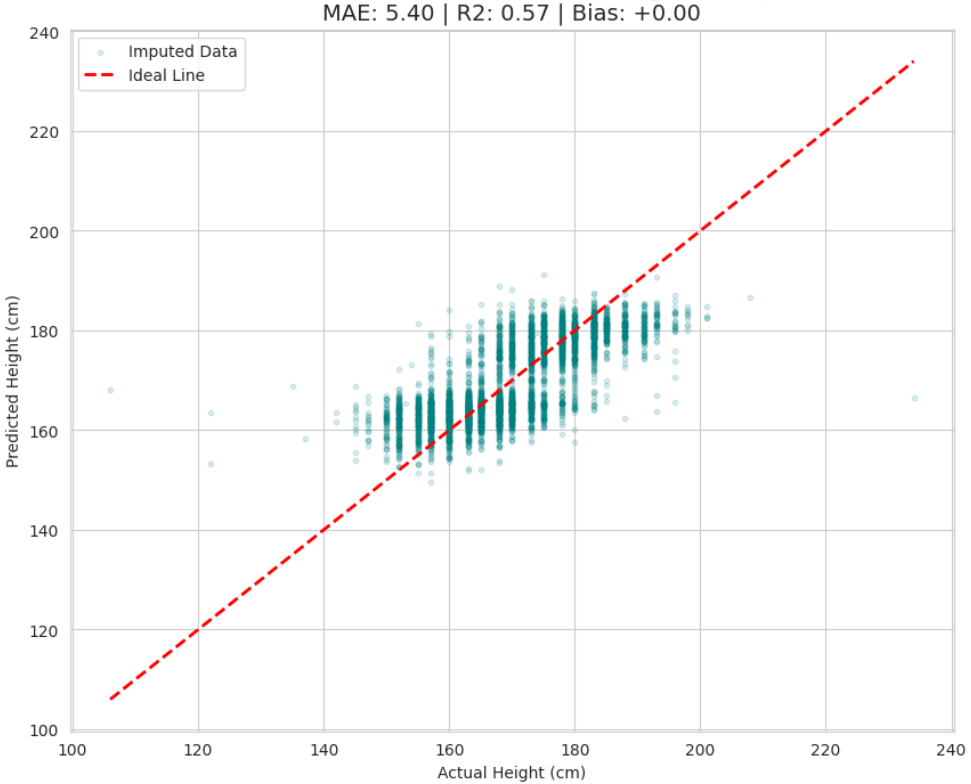 MAE: 5.40 | R2: 0.57 | Bias: +0.00
Imputed Data
Ideal Line
240
220
200
180
160
140
120
100
Predicted Height (cm)
100 120 140 160 180 200 220 240
Actual Height (cm)